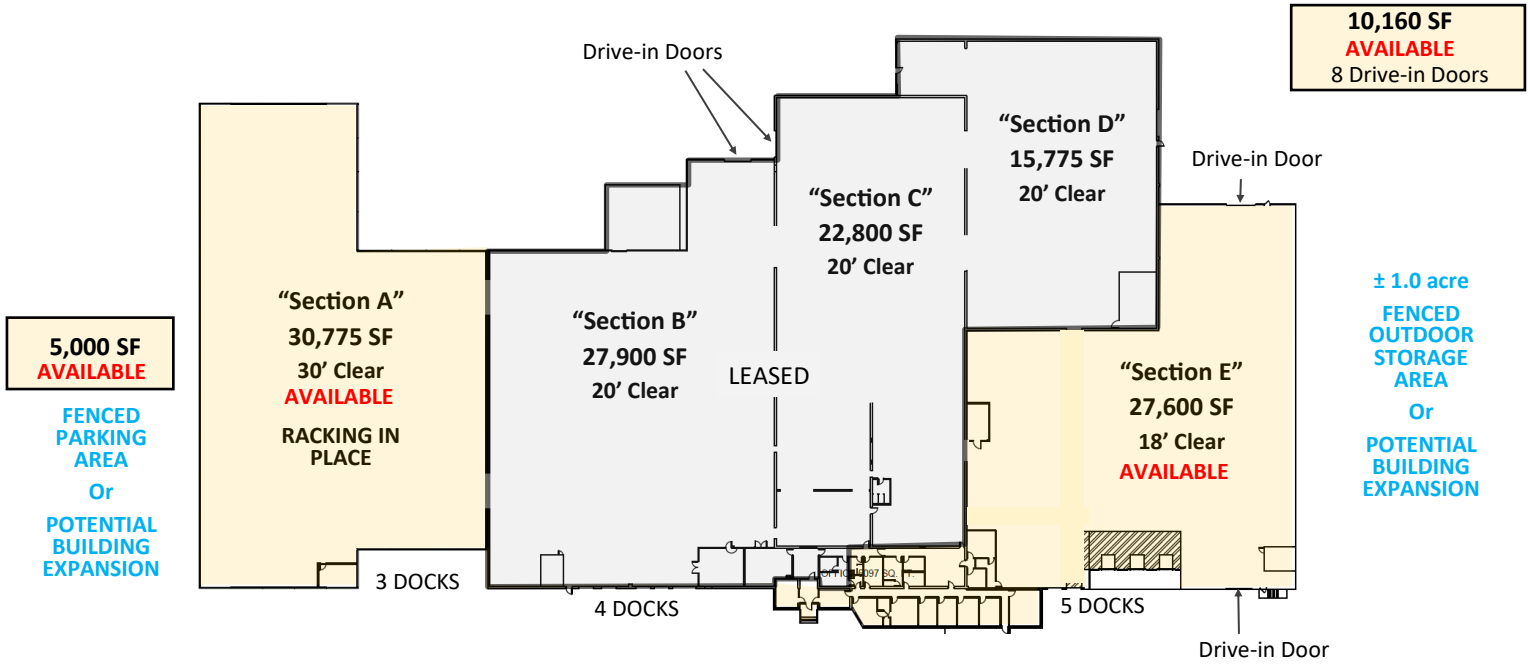 10,160 SF
AVAILABLE
8 Drive-in Doors
Drive-in Doors
“Section D”
15,775 SF
20’ Clear
Drive-in Door
“Section C”
22,800 SF
20’ Clear
“Section A”
30,775 SF
30’ Clear
AVAILABLE
RACKING IN
PLACE
“Section B”
27,900 SF
20’ Clear
LEASED
“Section E”
27,600 SF
18’ Clear
AVAILABLE
± 1.0 acre
FENCED
OUTDOOR
STORAGE
AREA
Or
POTENTIAL
BUILDING
EXPANSION
5,000 SF
AVAILABLE
FENCED
PARKING
AREA
Or
POTENTIAL
BUILDING
EXPANSION
3 DOCKS
4 DOCKS
5 DOCKS
Drive-in Door